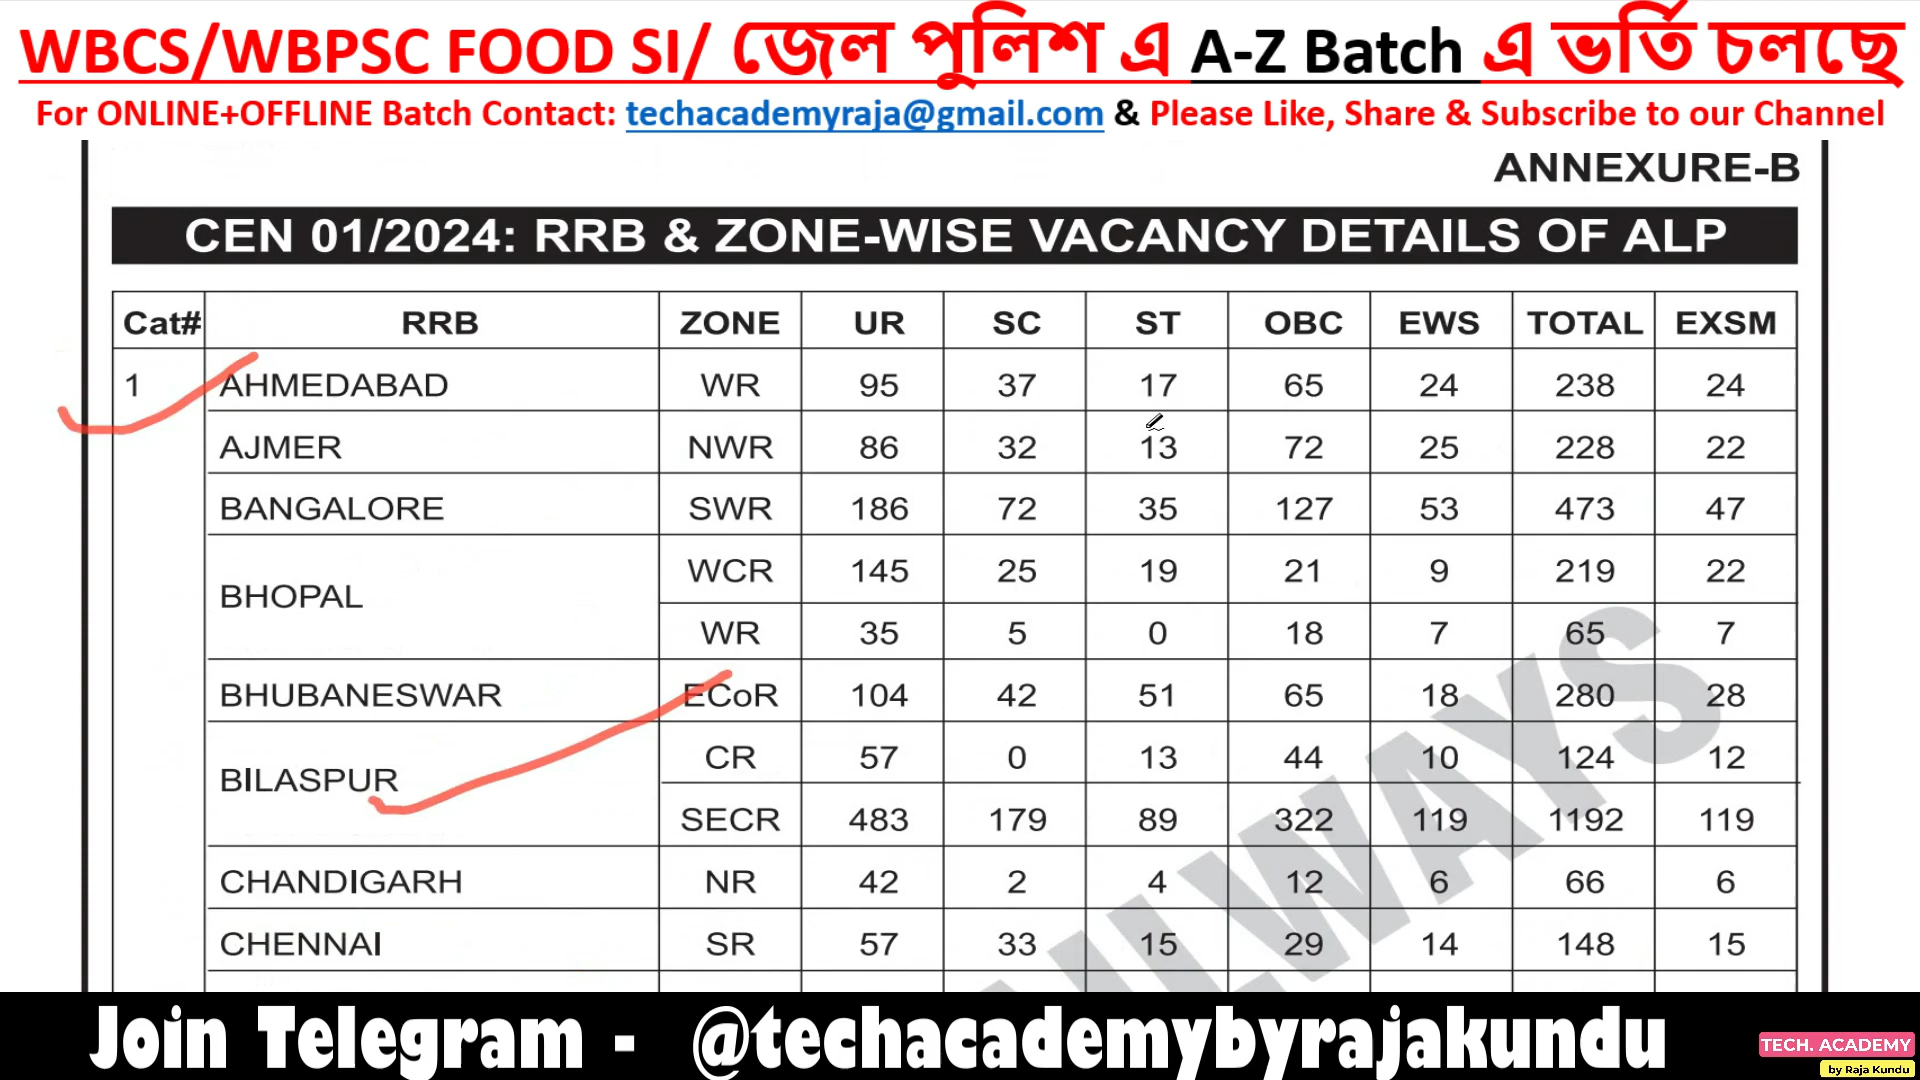 WBCS/WBPSC FOOD SI/ জেল পুলিশ এ A-Z Batch এ ভর্তি চলছে
For ONLINE+OFFLINE Batch Contact: techacademyraja@gmail.com & Please Like, Share & Subscribe to our Channel
ANNEXURE-B
CEN 01/2024: RRB & ZONE-WISE VACANCY DETAILS OF ALP
Cat# RRB ZONE UR SC ST OBC EWS TOTAL EXSM
1 AHMEDABAD WR 95 37 17 65 24 238 24
AJMER NWR 86 32 13 72 25 228 22
BANGALORE SWR 186 72 35 127 53 473 47
BHOPAL WCR 145 25 19 21 9 219 22
WR 35 5 0 18 7 65 7
BHUBANESWAR ECoR 104 42 51 65 18 280 28
BILASPUR CR 57 0 13 44 10 124 12
SECR 483 179 89 322 119 1192 119
CHANDIGARH NR 42 2 4 12 6 66 6
CHENNAI SR 57 33 15 29 14 148 15
Join Telegram - @techacademybyrajakundu
TECH. ACADEMY
by Raja Kundu